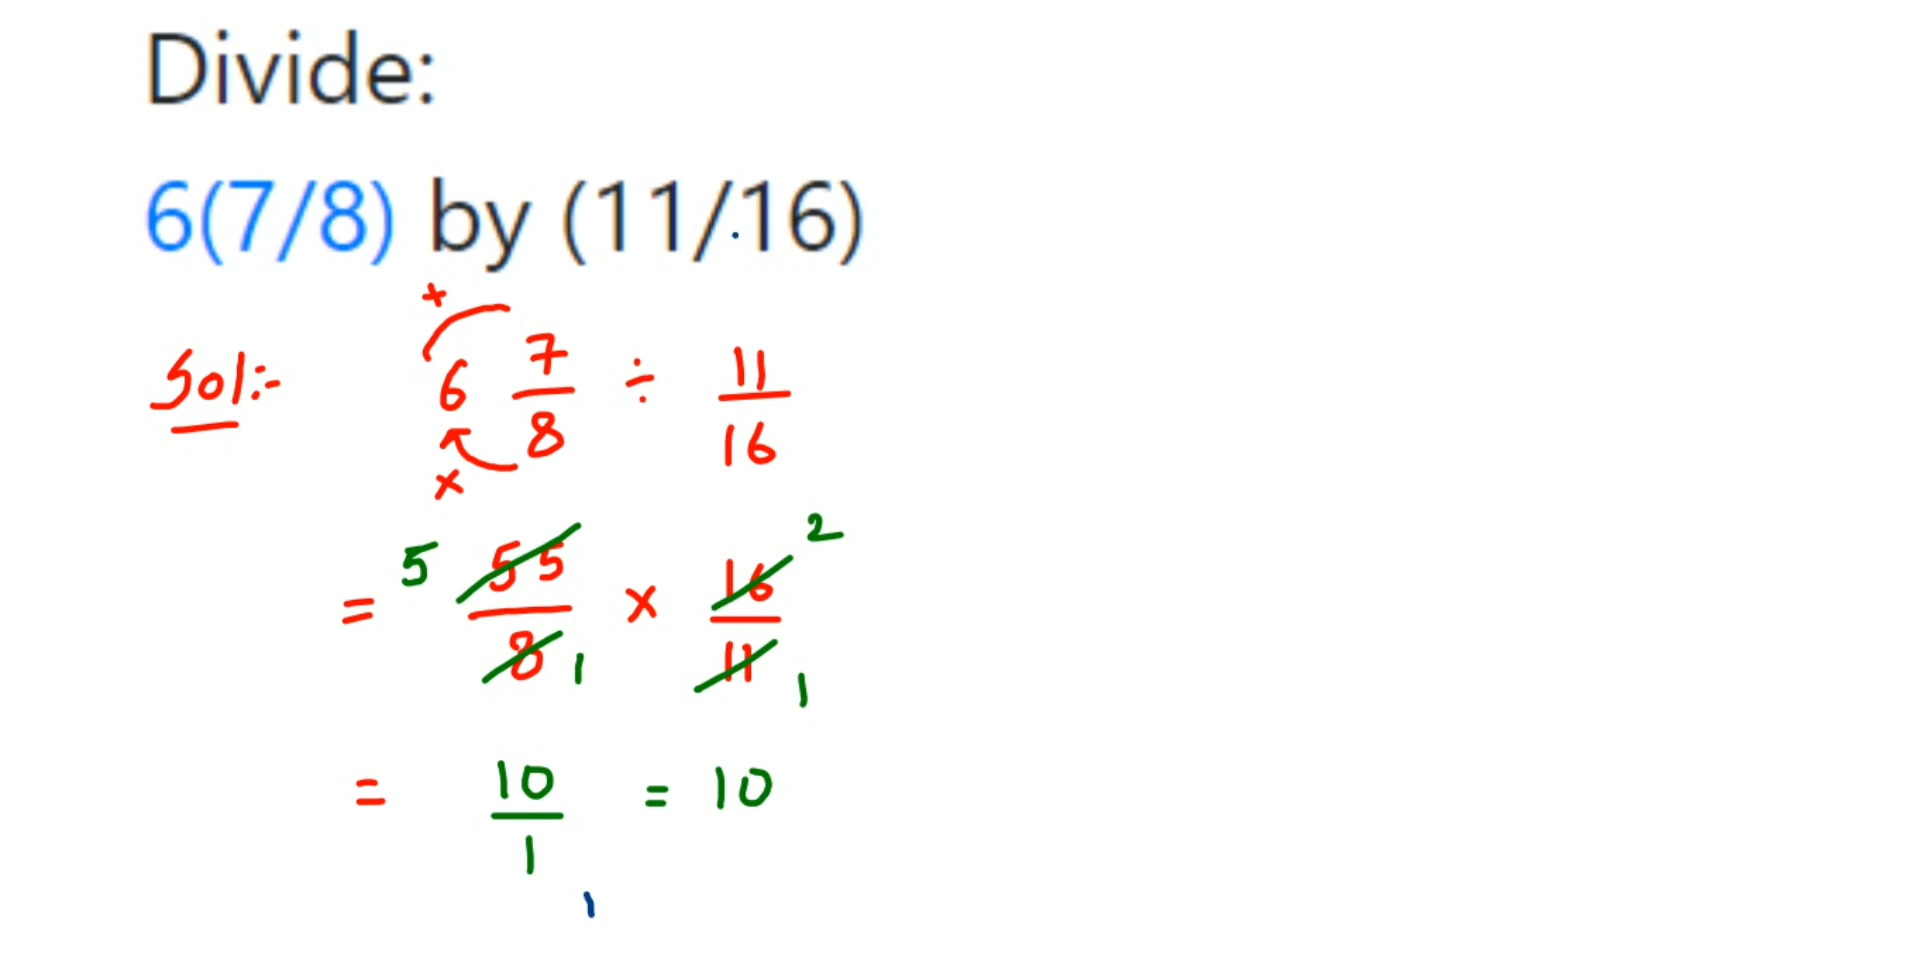 Divide:
6(7/8) by (11/16)
Sol:-
+
6 7/8 ÷ 11/16
×
= 5 55/8 1 × 16 2/11 1
= 10/1 = 10